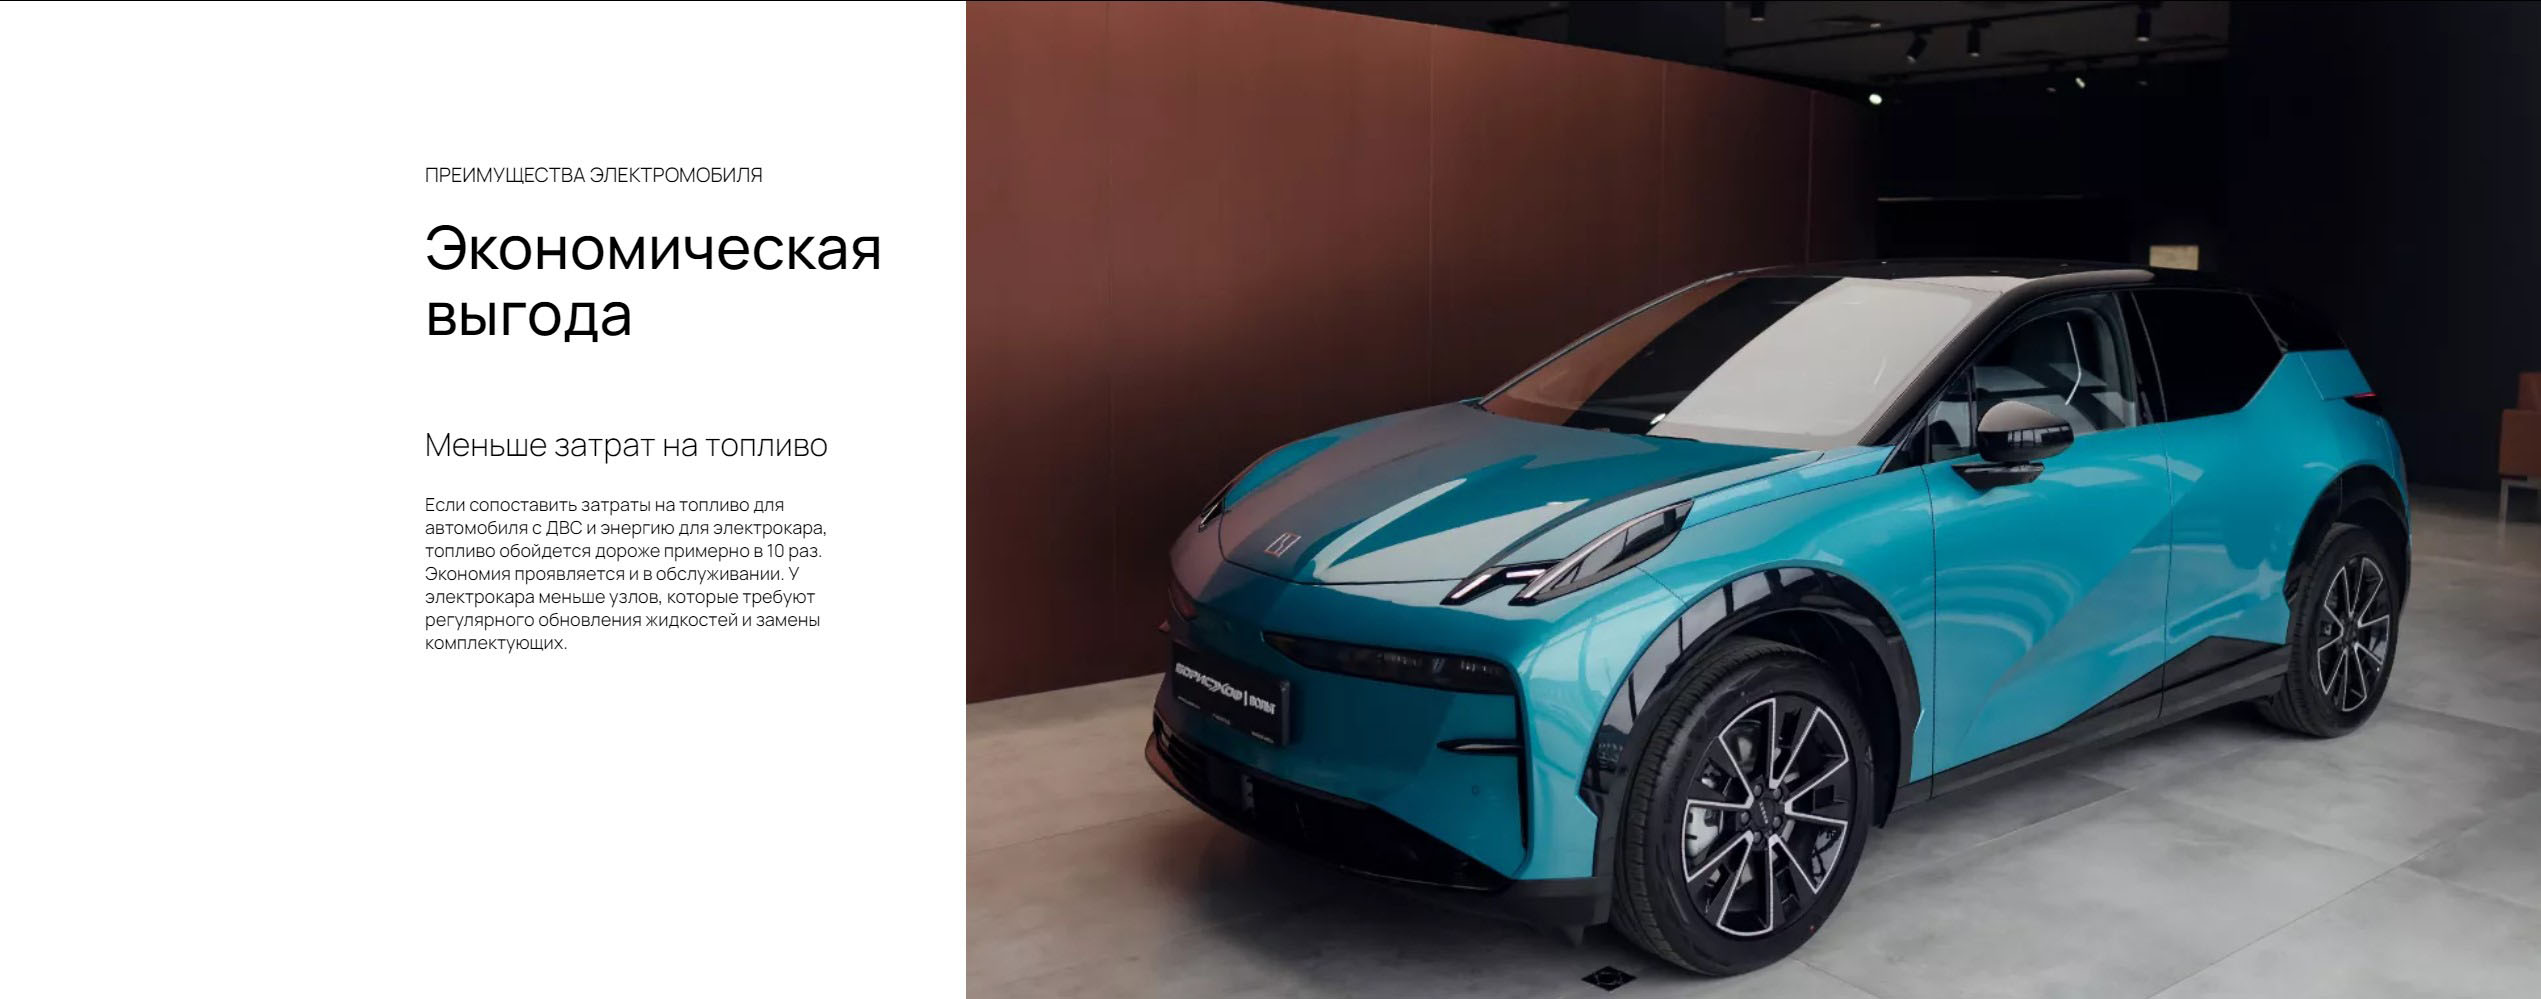 ПРЕИМУЩЕСТВА ЭЛЕКТРОМОБИЛЯ
Экономическая
выгода
Меньше затрат на топливо
Если сопоставить затраты на топливо для
автомобиля с ДВС и энергию для электрокара,
топливо обойдется дороже примерно в 10 раз.
Экономия проявляется и в обслуживании. У
электрокара меньше узлов, которые требуют
регулярного обновления жидкостей и замены
комплектующих.
БОРИСХОФ | ВОЛЬТ